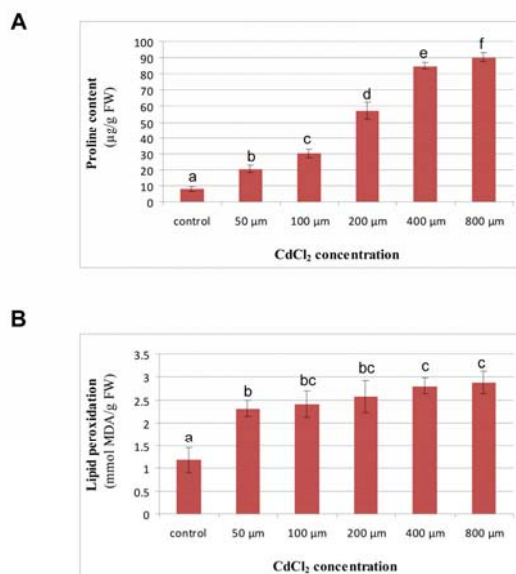 A
Proline content
(µg/g FW)
100
90
80
70
60
50
40
30
20
10
0
a
b
c
d
e
f
control 50 µm 100 µm 200 µm 400 µm 800 µm
CdCl₂ concentration
B
Lipid peroxidation
(mmol MDA/g FW)
3.5
3
2.5
2
1.5
1
0.5
0
a
b
bc
bc
c
c
control 50 µm 100 µm 200 µm 400 µm 800 µm
CdCl₂ concentration